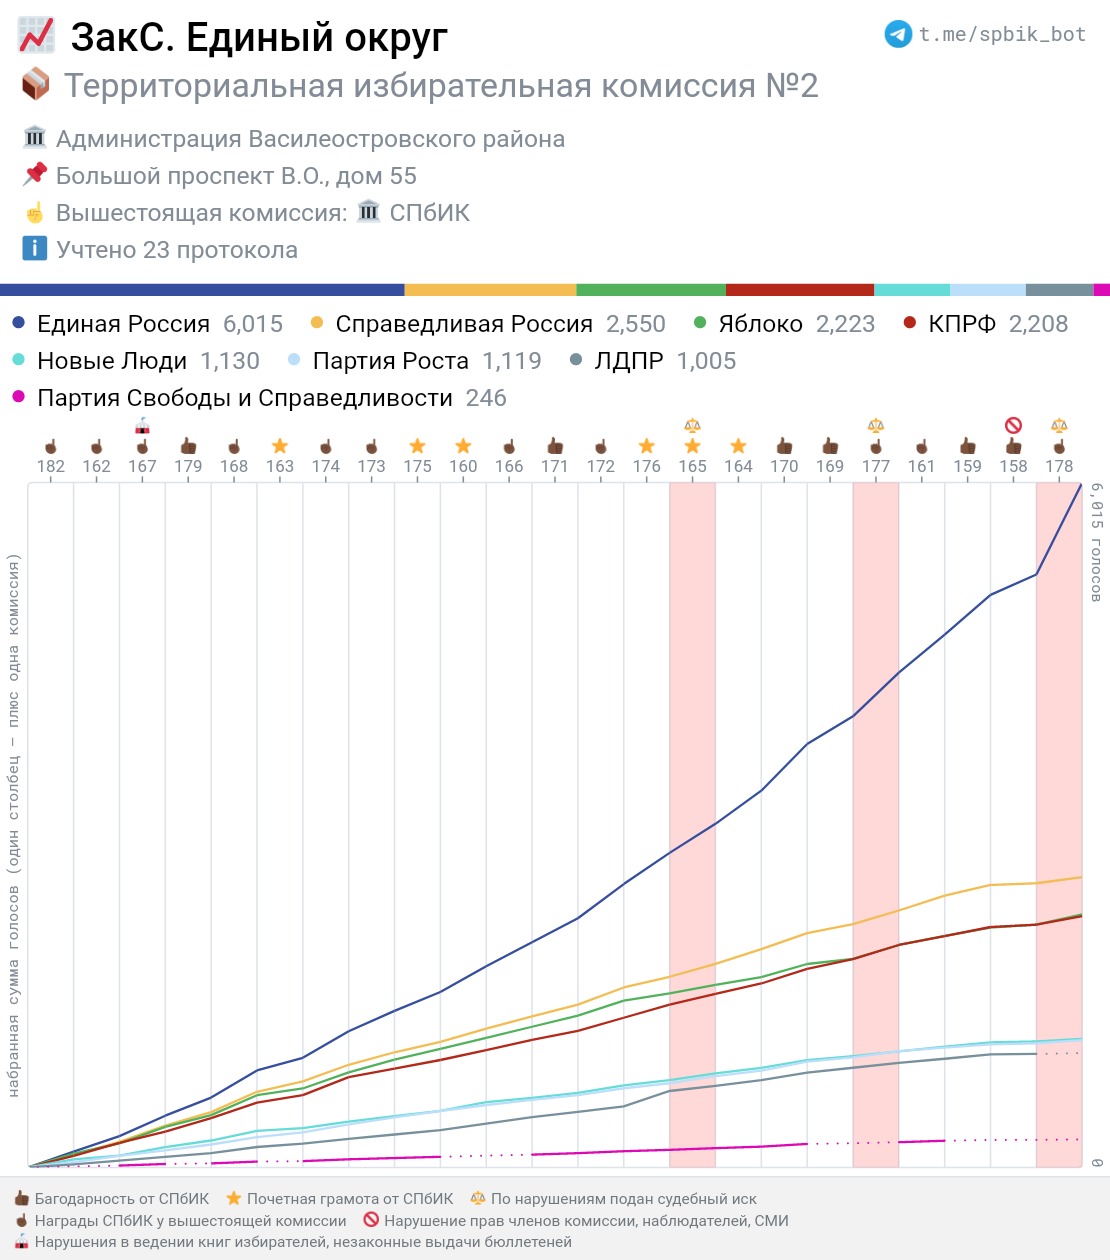 ЗакС. Единый округ
t.me/spbik_bot
Территориальная избирательная комиссия №2
Администрация Василеостровского района
Большой проспект В.О., дом 55
Вышестоящая комиссия: СПбИК
Учтено 23 протокола
Единая Россия 6,015 Справедливая Россия 2,550 Яблоко 2,223 КПРФ 2,208
Новые Люди 1,130 Партия Роста 1,119 ЛДПР 1,005
Партия Свободы и Справедливости 246
182 162 167 179 168 163 174 173 175 160 166 171 172 176 165 164 170 169 177 161 159 158 178
6,015 голосов
набранная сумма голосов (один столбец – плюс одна комиссия)
0
Багодарность от СПбИК Почетная грамота от СПбИК По нарушениям подан судебный иск
Награды СПбИК у вышестоящей комиссии Нарушение прав членов комиссии, наблюдателей, СМИ
Нарушения в ведении книг избирателей, незаконные выдачи бюллетеней